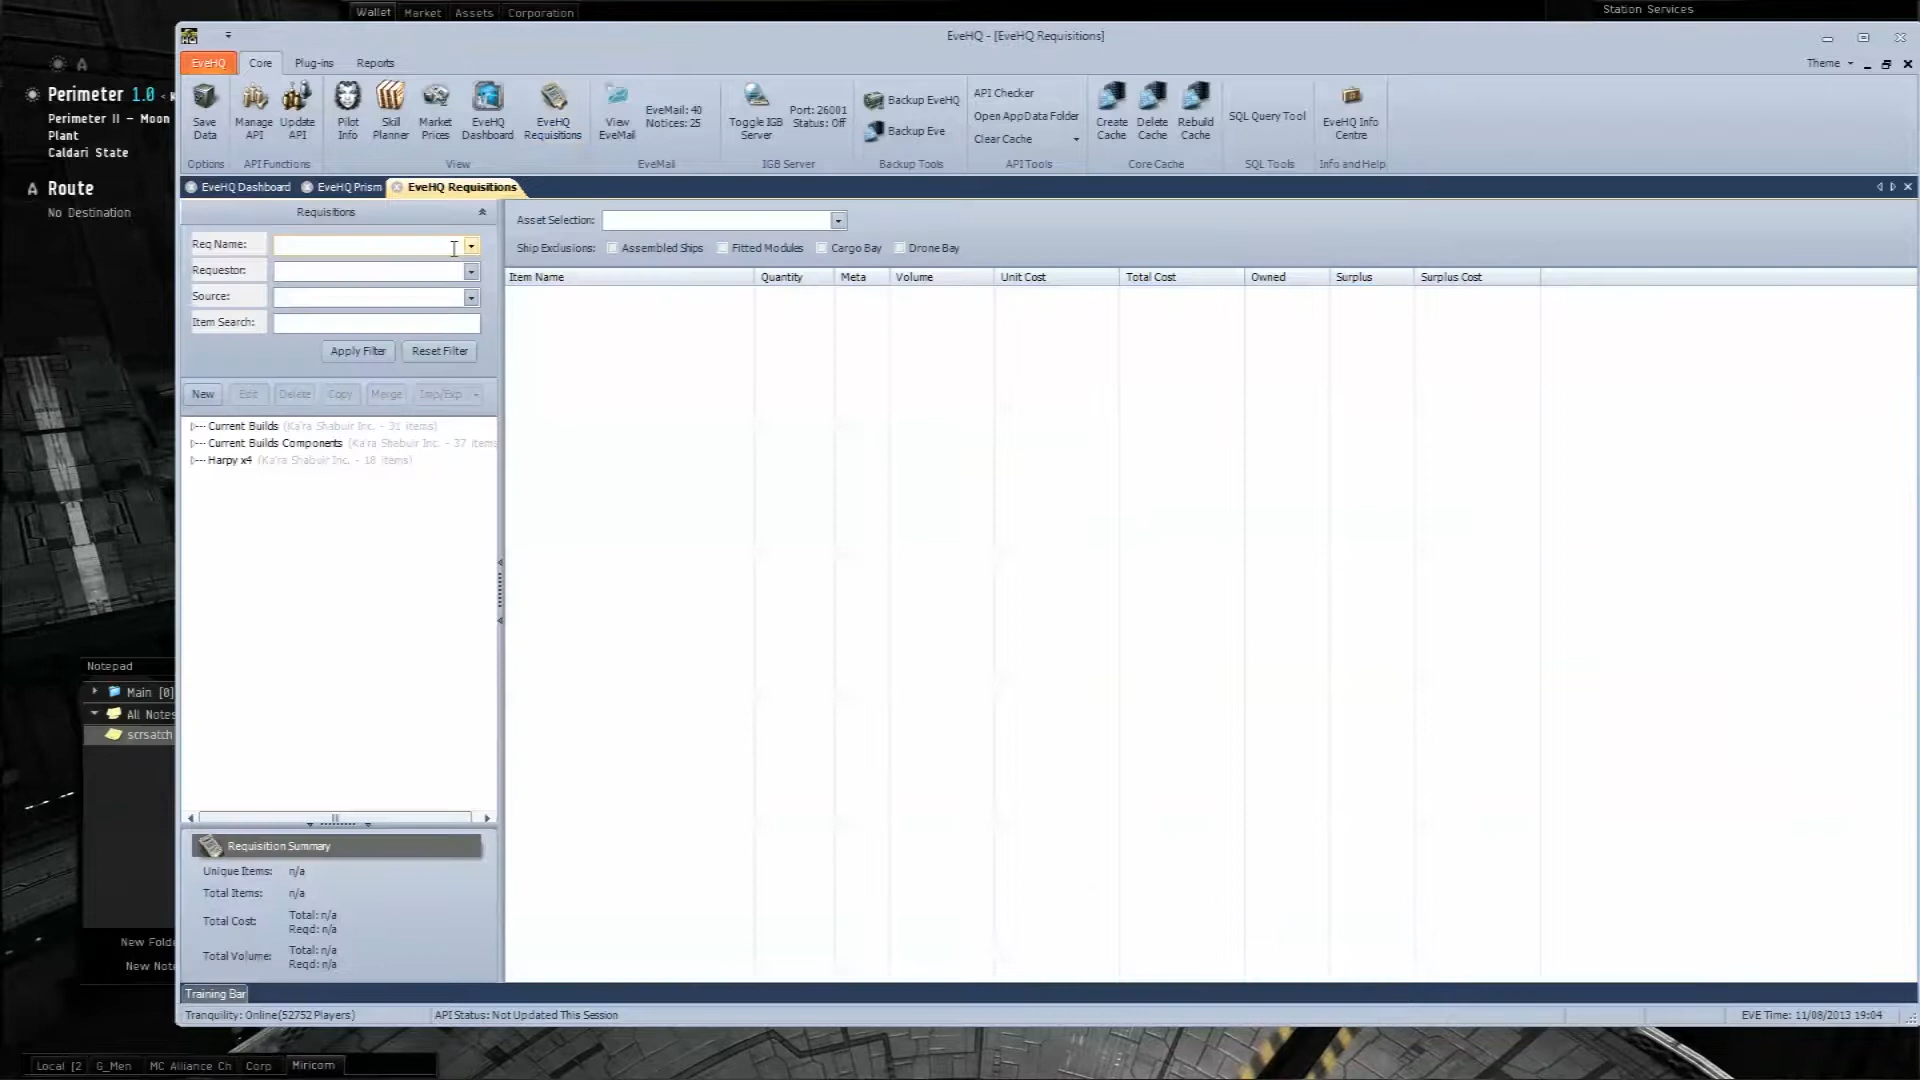 Wallet Market Assets Corporation
Station Services
EveHQ - [EveHQ Requisitions]
EveHQ Core Plug-ins Reports
Theme
Save Data
Manage API
Update API
Pilot Info
Skill Planner
Market Prices
EveHQ Dashboard
EveHQ Requisitions
View EveMail
EveMail: 40
Notices: 25
Toggle IGB Server
Port: 26001
Status: Off
Backup EveHQ
Backup Eve
API Checker
Open AppData Folder
Clear Cache
Create Cache
Delete Cache
Rebuild Cache
SQL Query Tool
EveHQ Info Centre
Options API Functions View EveMail IGB Server Backup Tools API Tools Core Cache SQL Tools Info and Help
EveHQ Dashboard EveHQ Prism EveHQ Requisitions
A
Perimeter 1.0 <
Perimeter II - Moon
Plant
Caldari State
A Route
No Destination
Requisitions
Req Name:
Requestor:
Source:
Item Search:
Apply Filter Reset Filter
New Edit Delete Copy Merge Imp/Exp
Current Builds (Ka'ra Shabuir Inc. - 31 items)
Current Builds Components (Ka'ra Shabuir Inc. - 37 items
Harpy x4 (Ka'ra Shabuir Inc. - 18 items)
Asset Selection:
Ship Exclusions: Assembled Ships Fitted Modules Cargo Bay Drone Bay
Item Name Quantity Meta Volume Unit Cost Total Cost Owned Surplus Surplus Cost
Notepad
Main [0]
All Notes
scrsatch
New Folde
New Note
Requisition Summary
Unique Items: n/a
Total Items: n/a
Total Cost: Total: n/a
Reqd: n/a
Total Volume: Total: n/a
Reqd: n/a
Training Bar
Tranquility: Online (52752 Players)
API Status: Not Updated This Session
EVE Time: 11/08/2013 19:04
Local [2 G_Men MC Alliance Ch Corp Miricom